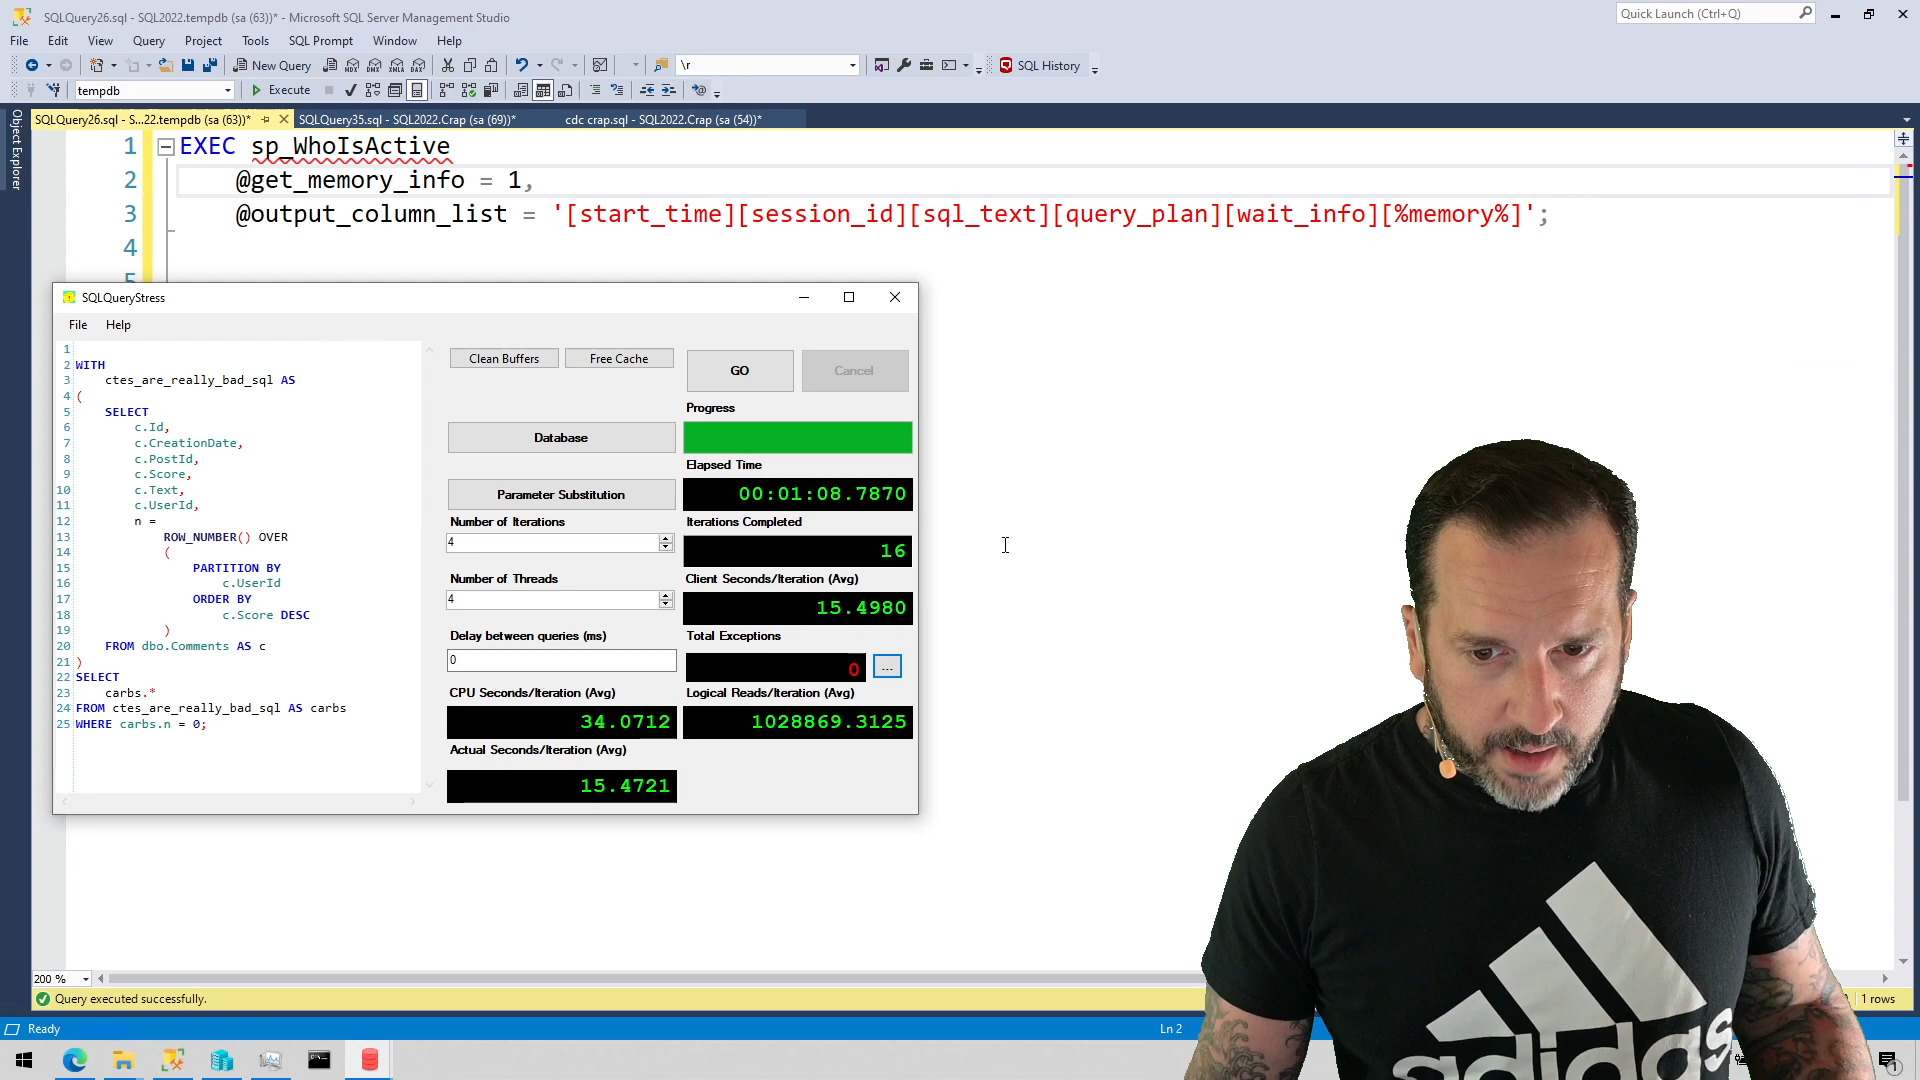 SQLQuery26.sql - SQL2022.tempdb (sa (63))* - Microsoft SQL Server Management Studio
Quick Launch (Ctrl+Q)
File Edit View Query Project Tools SQL Prompt Window Help
New Query MDX DMX XMLA DAX \r SQL History
tempdb Execute
SQLQuery26.sql - S...22.tempdb (sa (63))* SQLQuery35.sql - SQL2022.Crap (sa (69))* cdc crap.sql - SQL2022.Crap (sa (54))*
Object Explorer
1 EXEC sp_WhoIsActive
2 @get_memory_info = 1,
3 @output_column_list = '[start_time][session_id][sql_text][query_plan][wait_info][%memory%]';
4
5
SQLQueryStress
File Help
1
2 WITH
3 ctes_are_really_bad_sql AS
4 (
5 SELECT
6 c.Id,
7 c.CreationDate,
8 c.PostId,
9 c.Score,
10 c.Text,
11 c.UserId,
12 n =
13 ROW_NUMBER() OVER
14 (
15 PARTITION BY
16 c.UserId
17 ORDER BY
18 c.Score DESC
19 )
20 FROM dbo.Comments AS c
21 )
22 SELECT
23 carbs.*
24 FROM ctes_are_really_bad_sql AS carbs
25 WHERE carbs.n = 0;
Clean Buffers Free Cache
GO Cancel
Progress
Database
Elapsed Time
00:01:08.7870
Parameter Substitution
Number of Iterations
4
Iterations Completed
16
Number of Threads
4
Client Seconds/Iteration (Avg)
15.4980
Delay between queries (ms)
0
Total Exceptions
0 ...
CPU Seconds/Iteration (Avg)
34.0712
Logical Reads/Iteration (Avg)
1028869.3125
Actual Seconds/Iteration (Avg)
15.4721
adidas
200 %
Query executed successfully.
1 rows
Ready
Ln 2
1